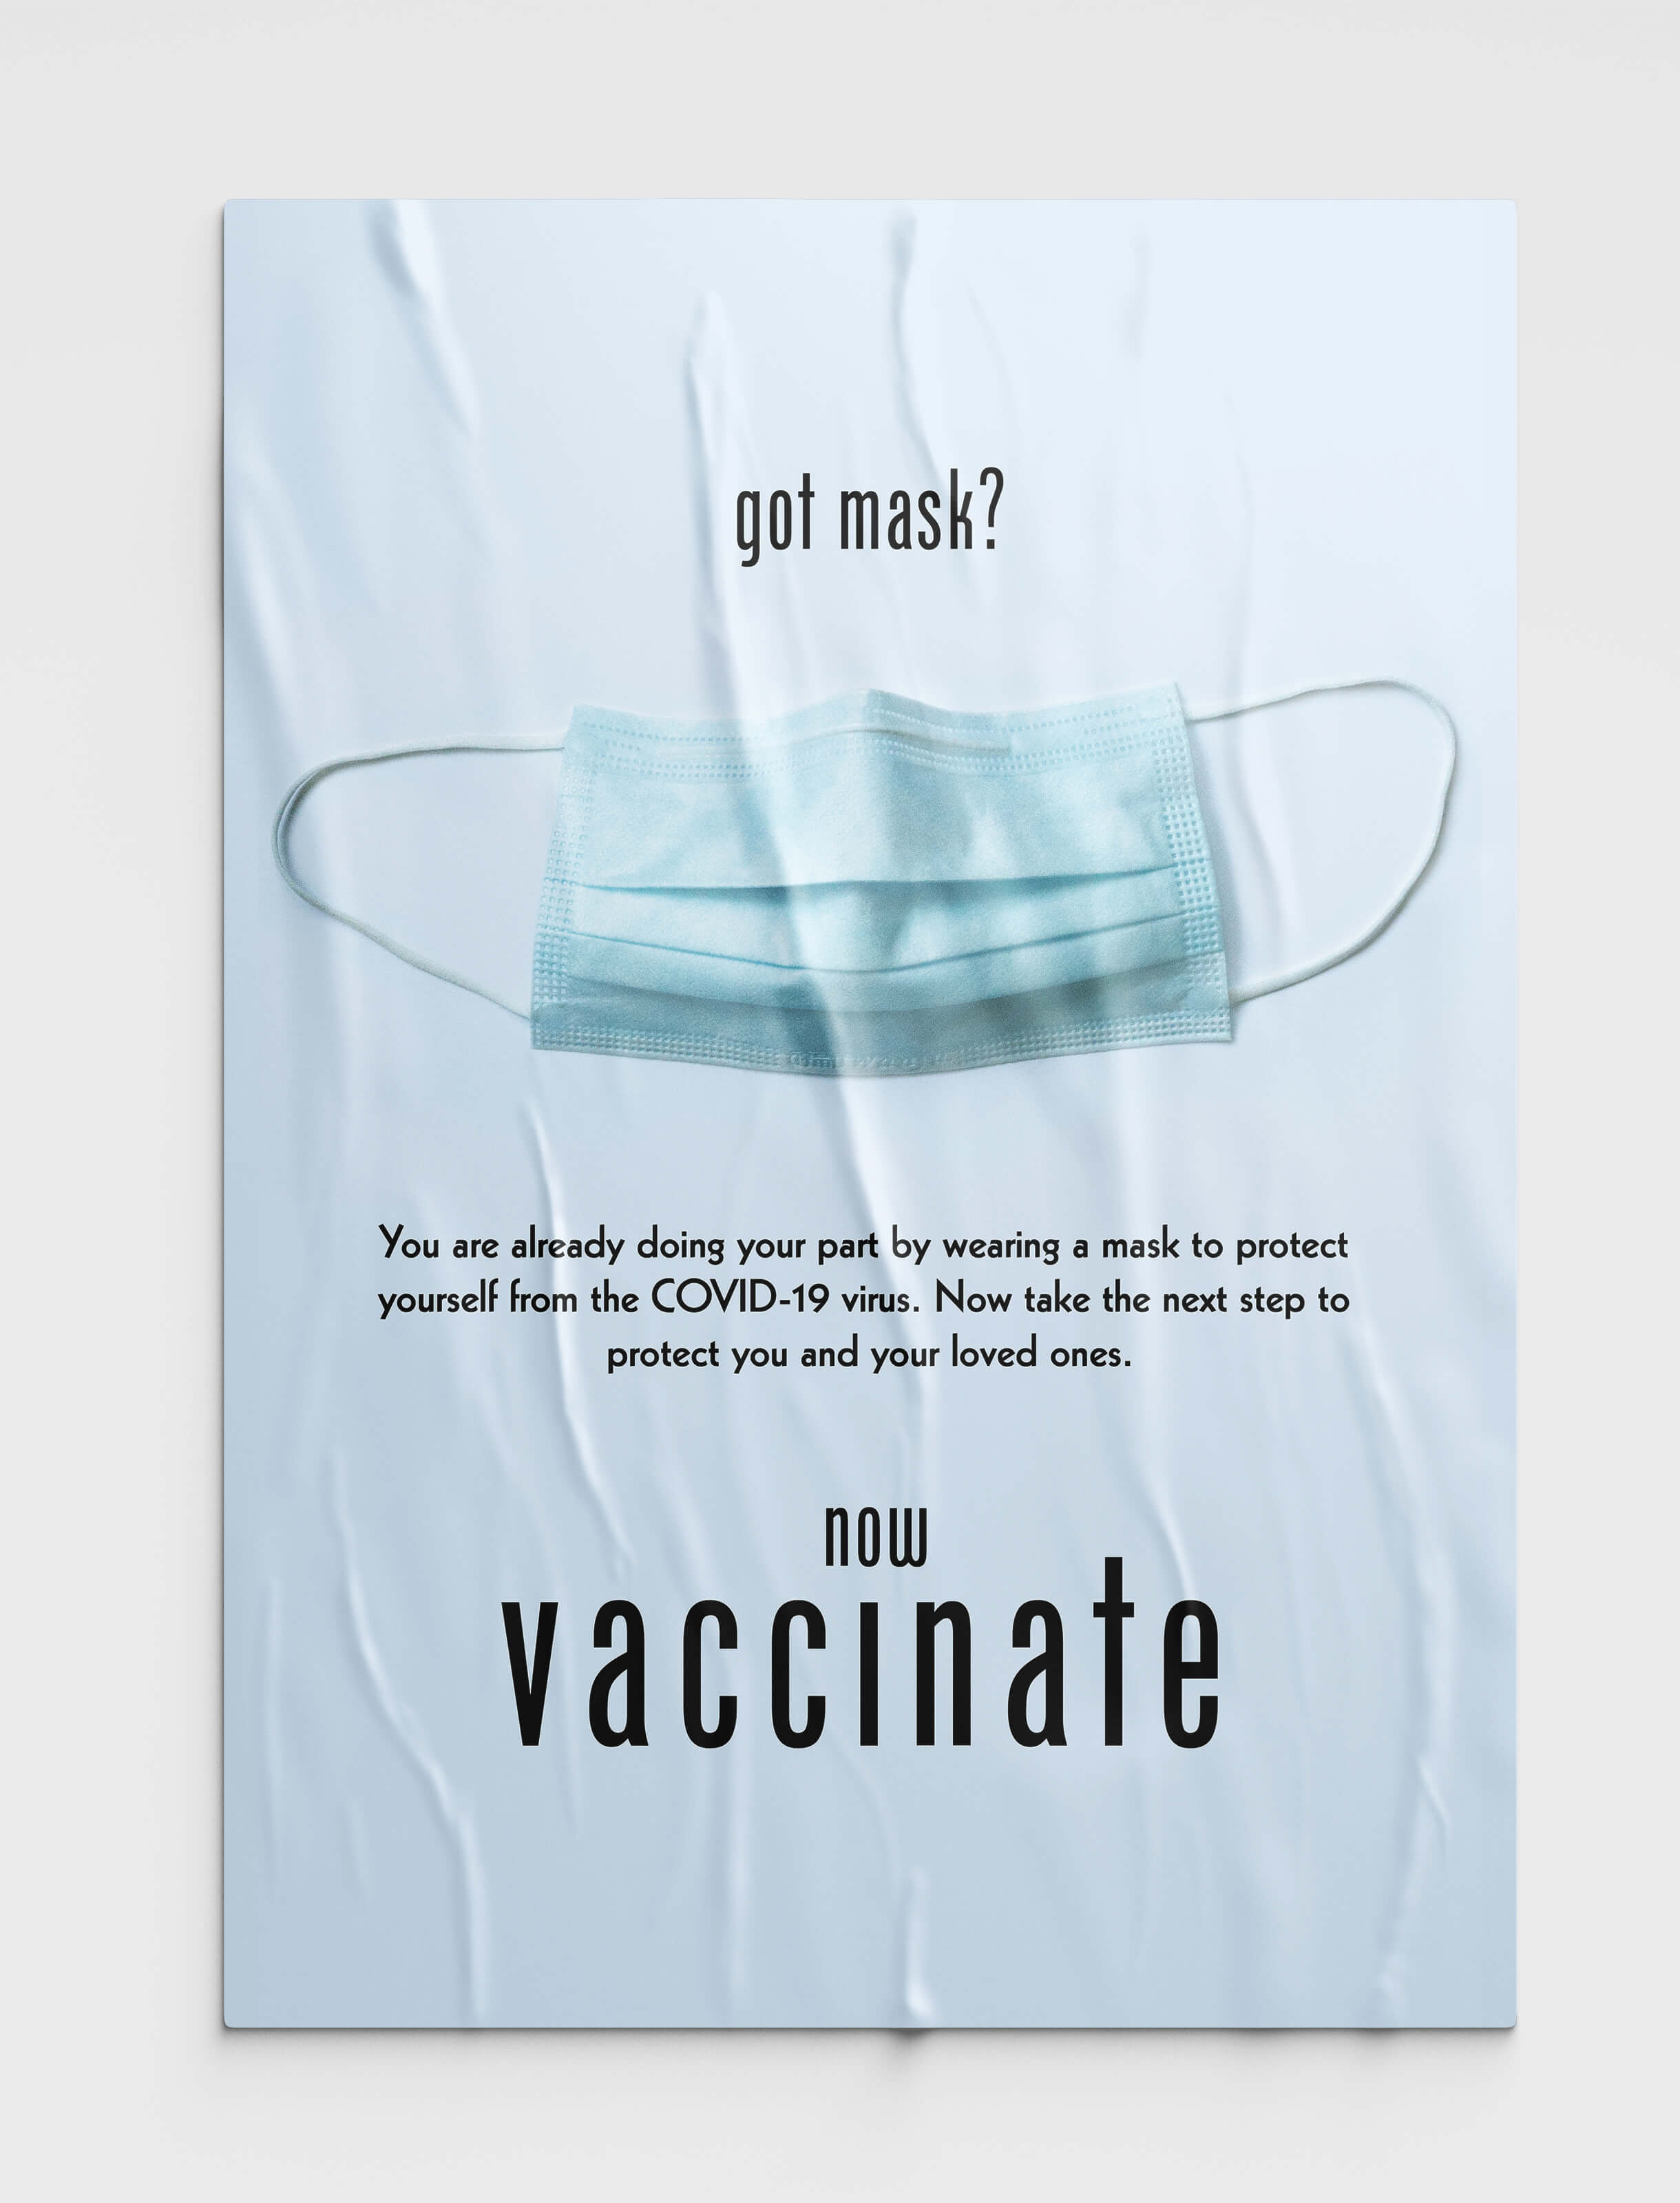 got mask?
You are already doing your part by wearing a mask to protect
yourself from the COVID-19 virus. Now take the next step to
protect you and your loved ones.
now
vaccinate